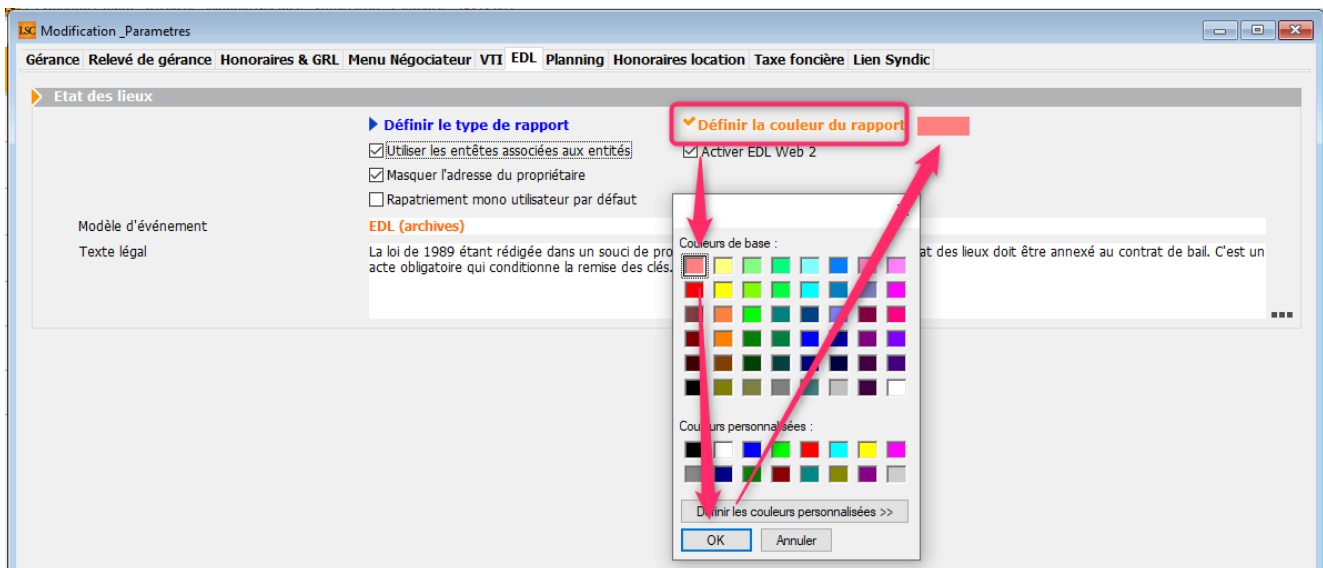 LSC Modification _Parametres
Gérance Relevé de gérance Honoraires & GRL Menu Négociateur VTI EDL Planning Honoraires location Taxe foncière Lien Syndic
Etat des lieux
Définir le type de rapport Définir la couleur du rapport
Utiliser les entêtes associées aux entités Activer EDL Web 2
Masquer l'adresse du propriétaire
Rapatriement mono utilisateur par défaut
Modèle d'événement EDL (archives)
Texte légal La loi de 1989 étant rédigée dans un souci de pro at des lieux doit être annexé au contrat de bail. C'est un
acte obligatoire qui conditionne la remise des clés.
Couleurs de base :
Couleurs personnalisées :
Définir les couleurs personnalisées >>
OK Annuler